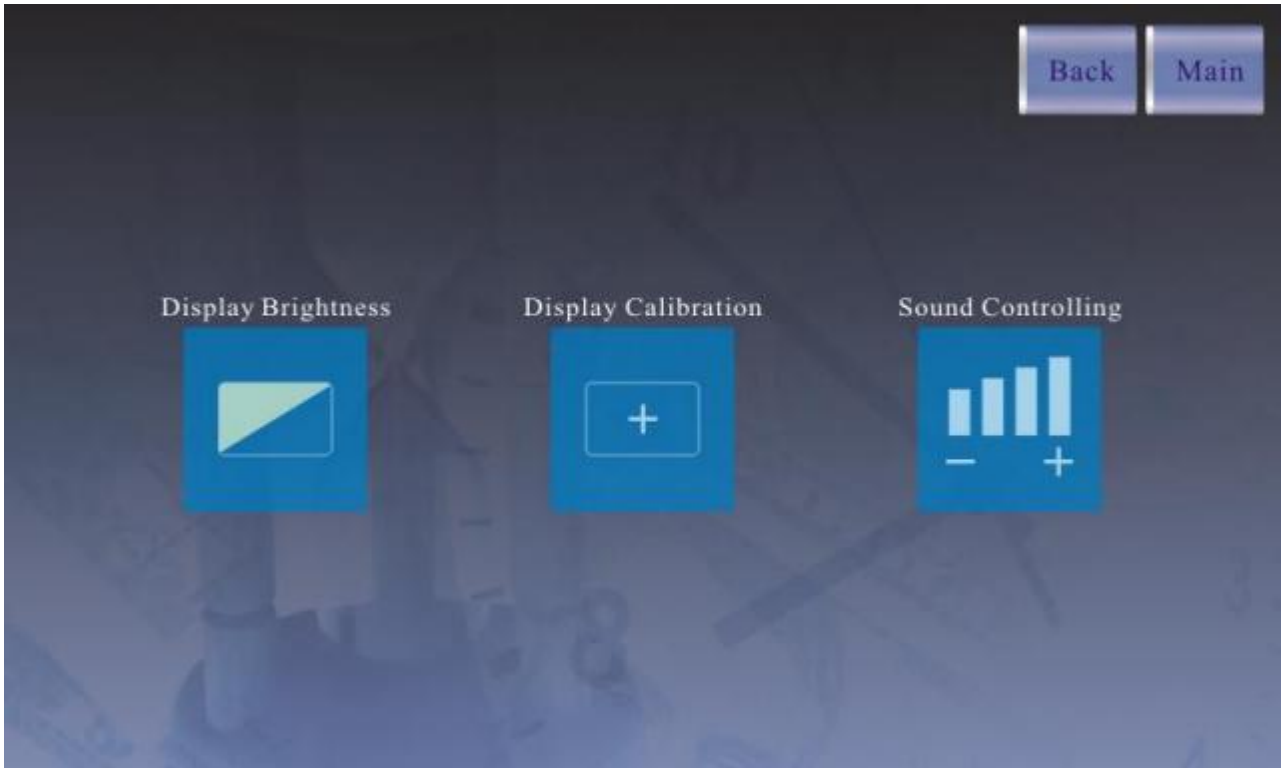 Back
Main
Display Brightness
Display Calibration
Sound Controlling